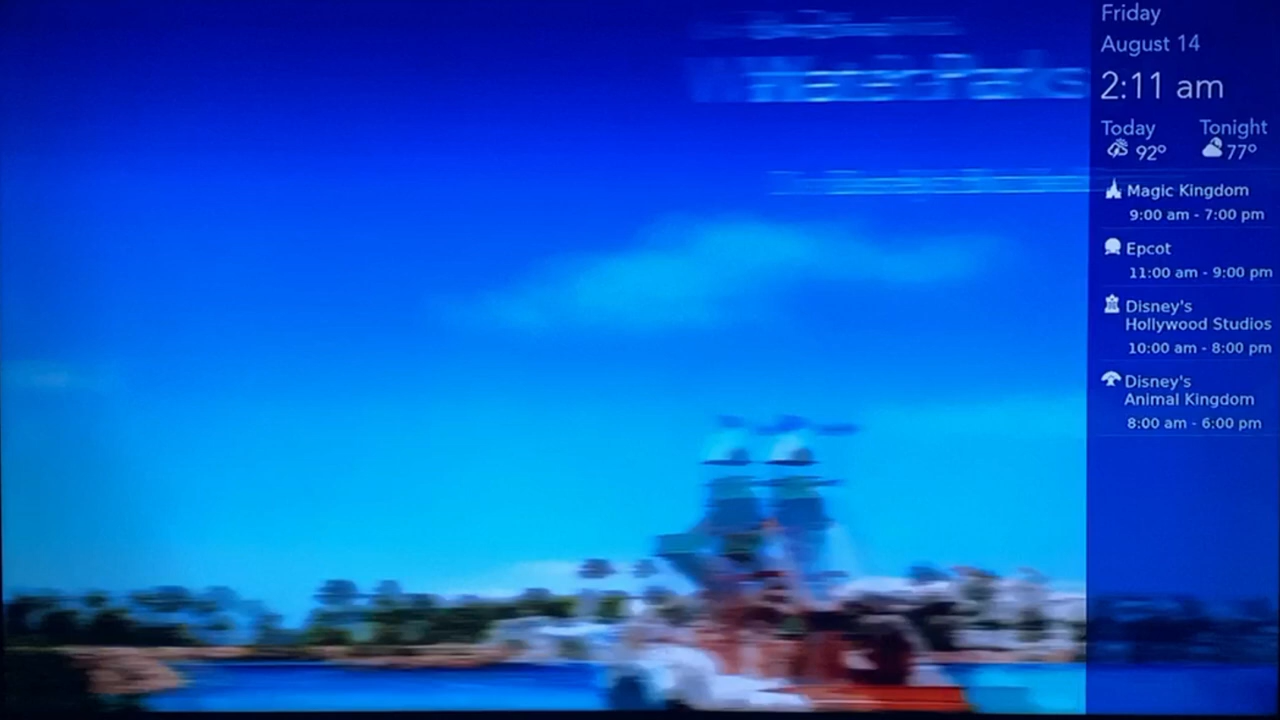 Friday
August 14
2:11 am
Today Tonight
92° 77°
Magic Kingdom
9:00 am - 7:00 pm
Epcot
11:00 am - 9:00 pm
Disney's
Hollywood Studios
10:00 am - 8:00 pm
Disney's
Animal Kingdom
8:00 am - 6:00 pm